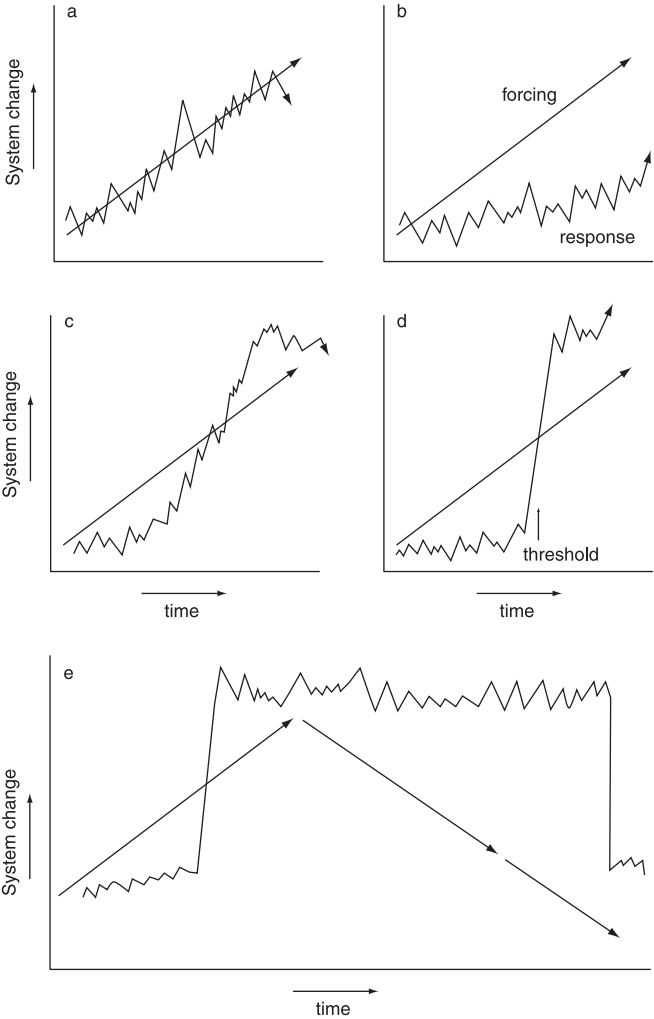 a
b
System change
forcing
response
c
d
System change
threshold
time
time
e
System change
time